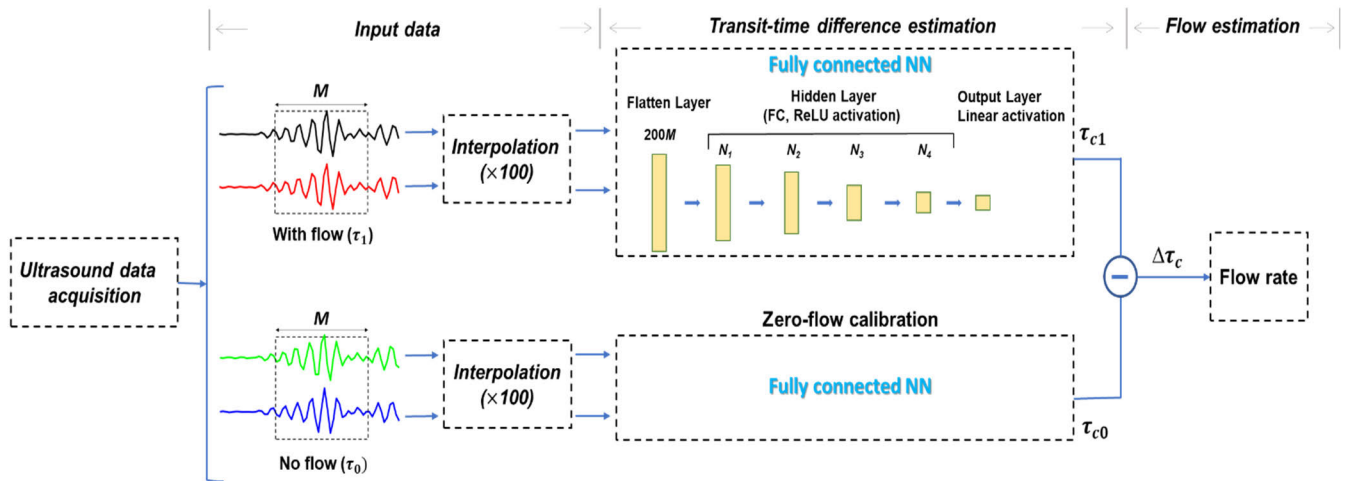 Input data
Transit-time difference estimation
Flow estimation
Ultrasound data
acquisition
M
With flow (τ₁)
Interpolation
(×100)
Fully connected NN
Flatten Layer
200M
Hidden Layer
(FC, ReLU activation)
N₁
N₂
N₃
N₄
Output Layer
Linear activation
τc1
M
No flow (τ₀)
Interpolation
(×100)
Zero-flow calibration
Fully connected NN
τc0
−
Δτc
Flow rate